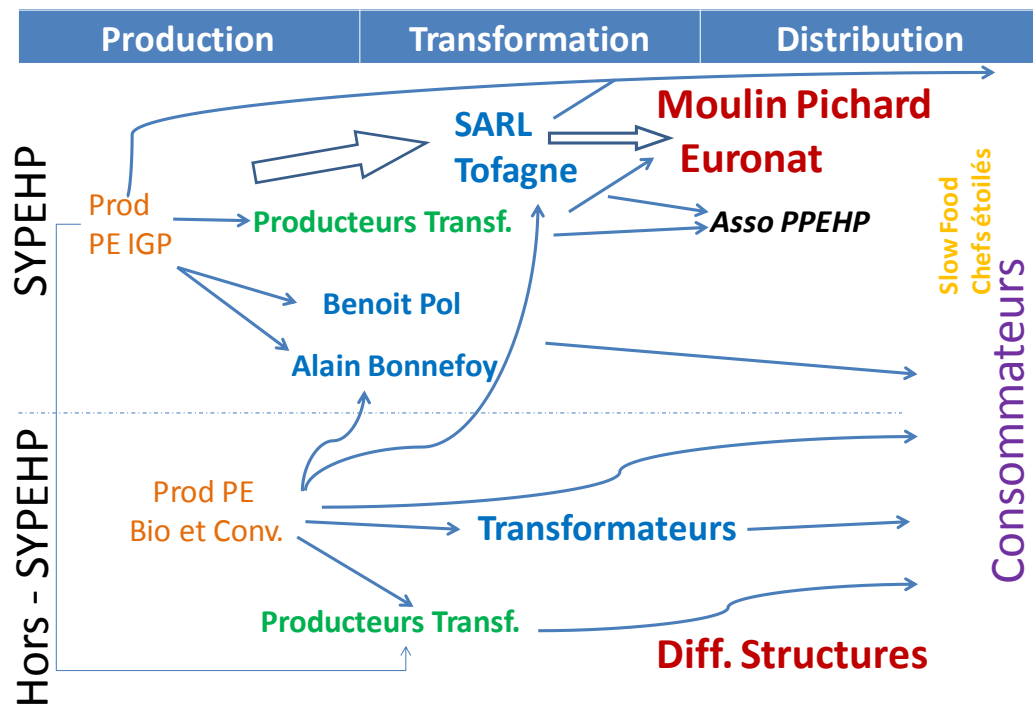 Production
Transformation
Distribution
SYPEHP
SARL
Tofagne
Moulin Pichard
Euronat
Prod
PE IGP
Producteurs Transf.
Asso PPEHP
Slow Food
Chefs étoilés
Benoit Pol
Alain Bonnefoy
Consommateurs
Hors - SYPEHP
Prod PE
Bio et Conv.
Transformateurs
Producteurs Transf.
Diff. Structures